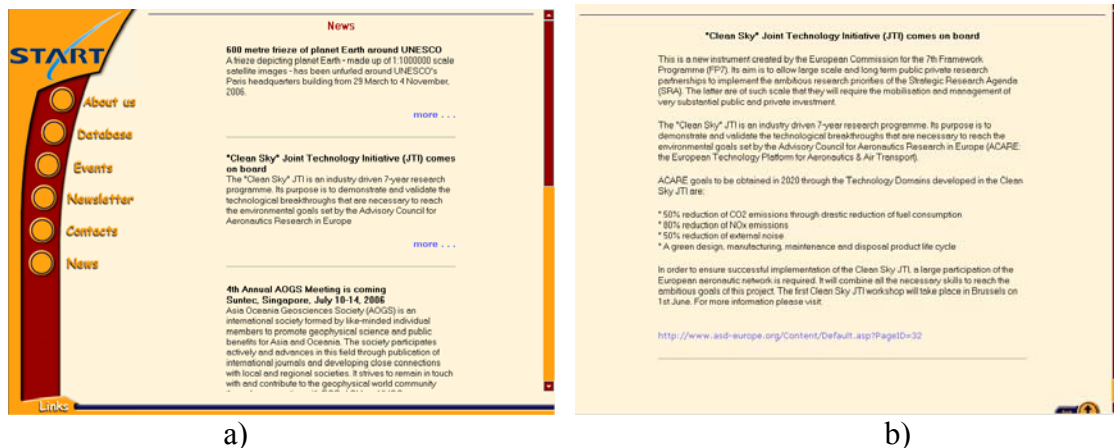 News
START
600 metre frieze of planet Earth around UNESCO
A frieze depicting planet Earth - made up of 1:1000000 scale
satellite images - has been unfurled around UNESCO's
Paris headquarters building from 29 March to 4 November,
2006.
more . . .
About us
Database
Events
Newsletter
Contacts
News
"Clean Sky" Joint Technology Initiative (JTI) comes
on board
The "Clean Sky" JTI is an industry driven 7-year research
programme. Its purpose is to demonstrate and validate the
technological breakthroughs that are necessary to reach
the environmental goals set by the Advisory Council for
Aeronautics Research in Europe
more . . .
4th Annual AOGS Meeting is coming
Suntec, Singapore, July 10-14, 2006
Asia Oceania Geosciences Society (AOGS) is an
international society formed by like-minded individual
members to promote geophysical science and public
benefits for Asia and Oceania. The society participates
actively and advances in this field through publication of
international journals and developing close connections
with local and regional societies. It strives to remain in touch
with and contribute to the geophysical world community
Links
a)
"Clean Sky" Joint Technology Initiative (JTI) comes on board
This is a new instrument created by the European Commission for the 7th Framework
Programme (FP7). Its aim is to allow large scale and long term public private research
partnerships to implement the ambitious research priorities of the Strategic Research Agenda
(SRA). The latter are of such scale that they will require the mobilisation and management of
very substantial public and private investment.
The "Clean Sky" JTI is an industry driven 7-year research programme. Its purpose is to
demonstrate and validate the technological breakthroughs that are necessary to reach the
environmental goals set by the Advisory Council for Aeronautics Research in Europe (ACARE:
the European Technology Platform for Aeronautics & Air Transport).
ACARE goals to be obtained in 2020 through the Technology Domains developed in the Clean
Sky JTI are:
* 50% reduction of CO2 emissions through drastic reduction of fuel consumption
* 80% reduction of NOx emissions
* 50% reduction of external noise
* A green design, manufacturing, maintenance and disposal product life cycle
In order to ensure successful implementation of the Clean Sky JTI, a large participation of the
European aeronautic network is required. It will combine all the necessary skills to reach the
ambitious goals of this project. The first Clean Sky JTI workshop will take place in Brussels on
1st June. For more information please visit:
http://www.asd-europe.org/Content/Default.asp?PageID=32
b)